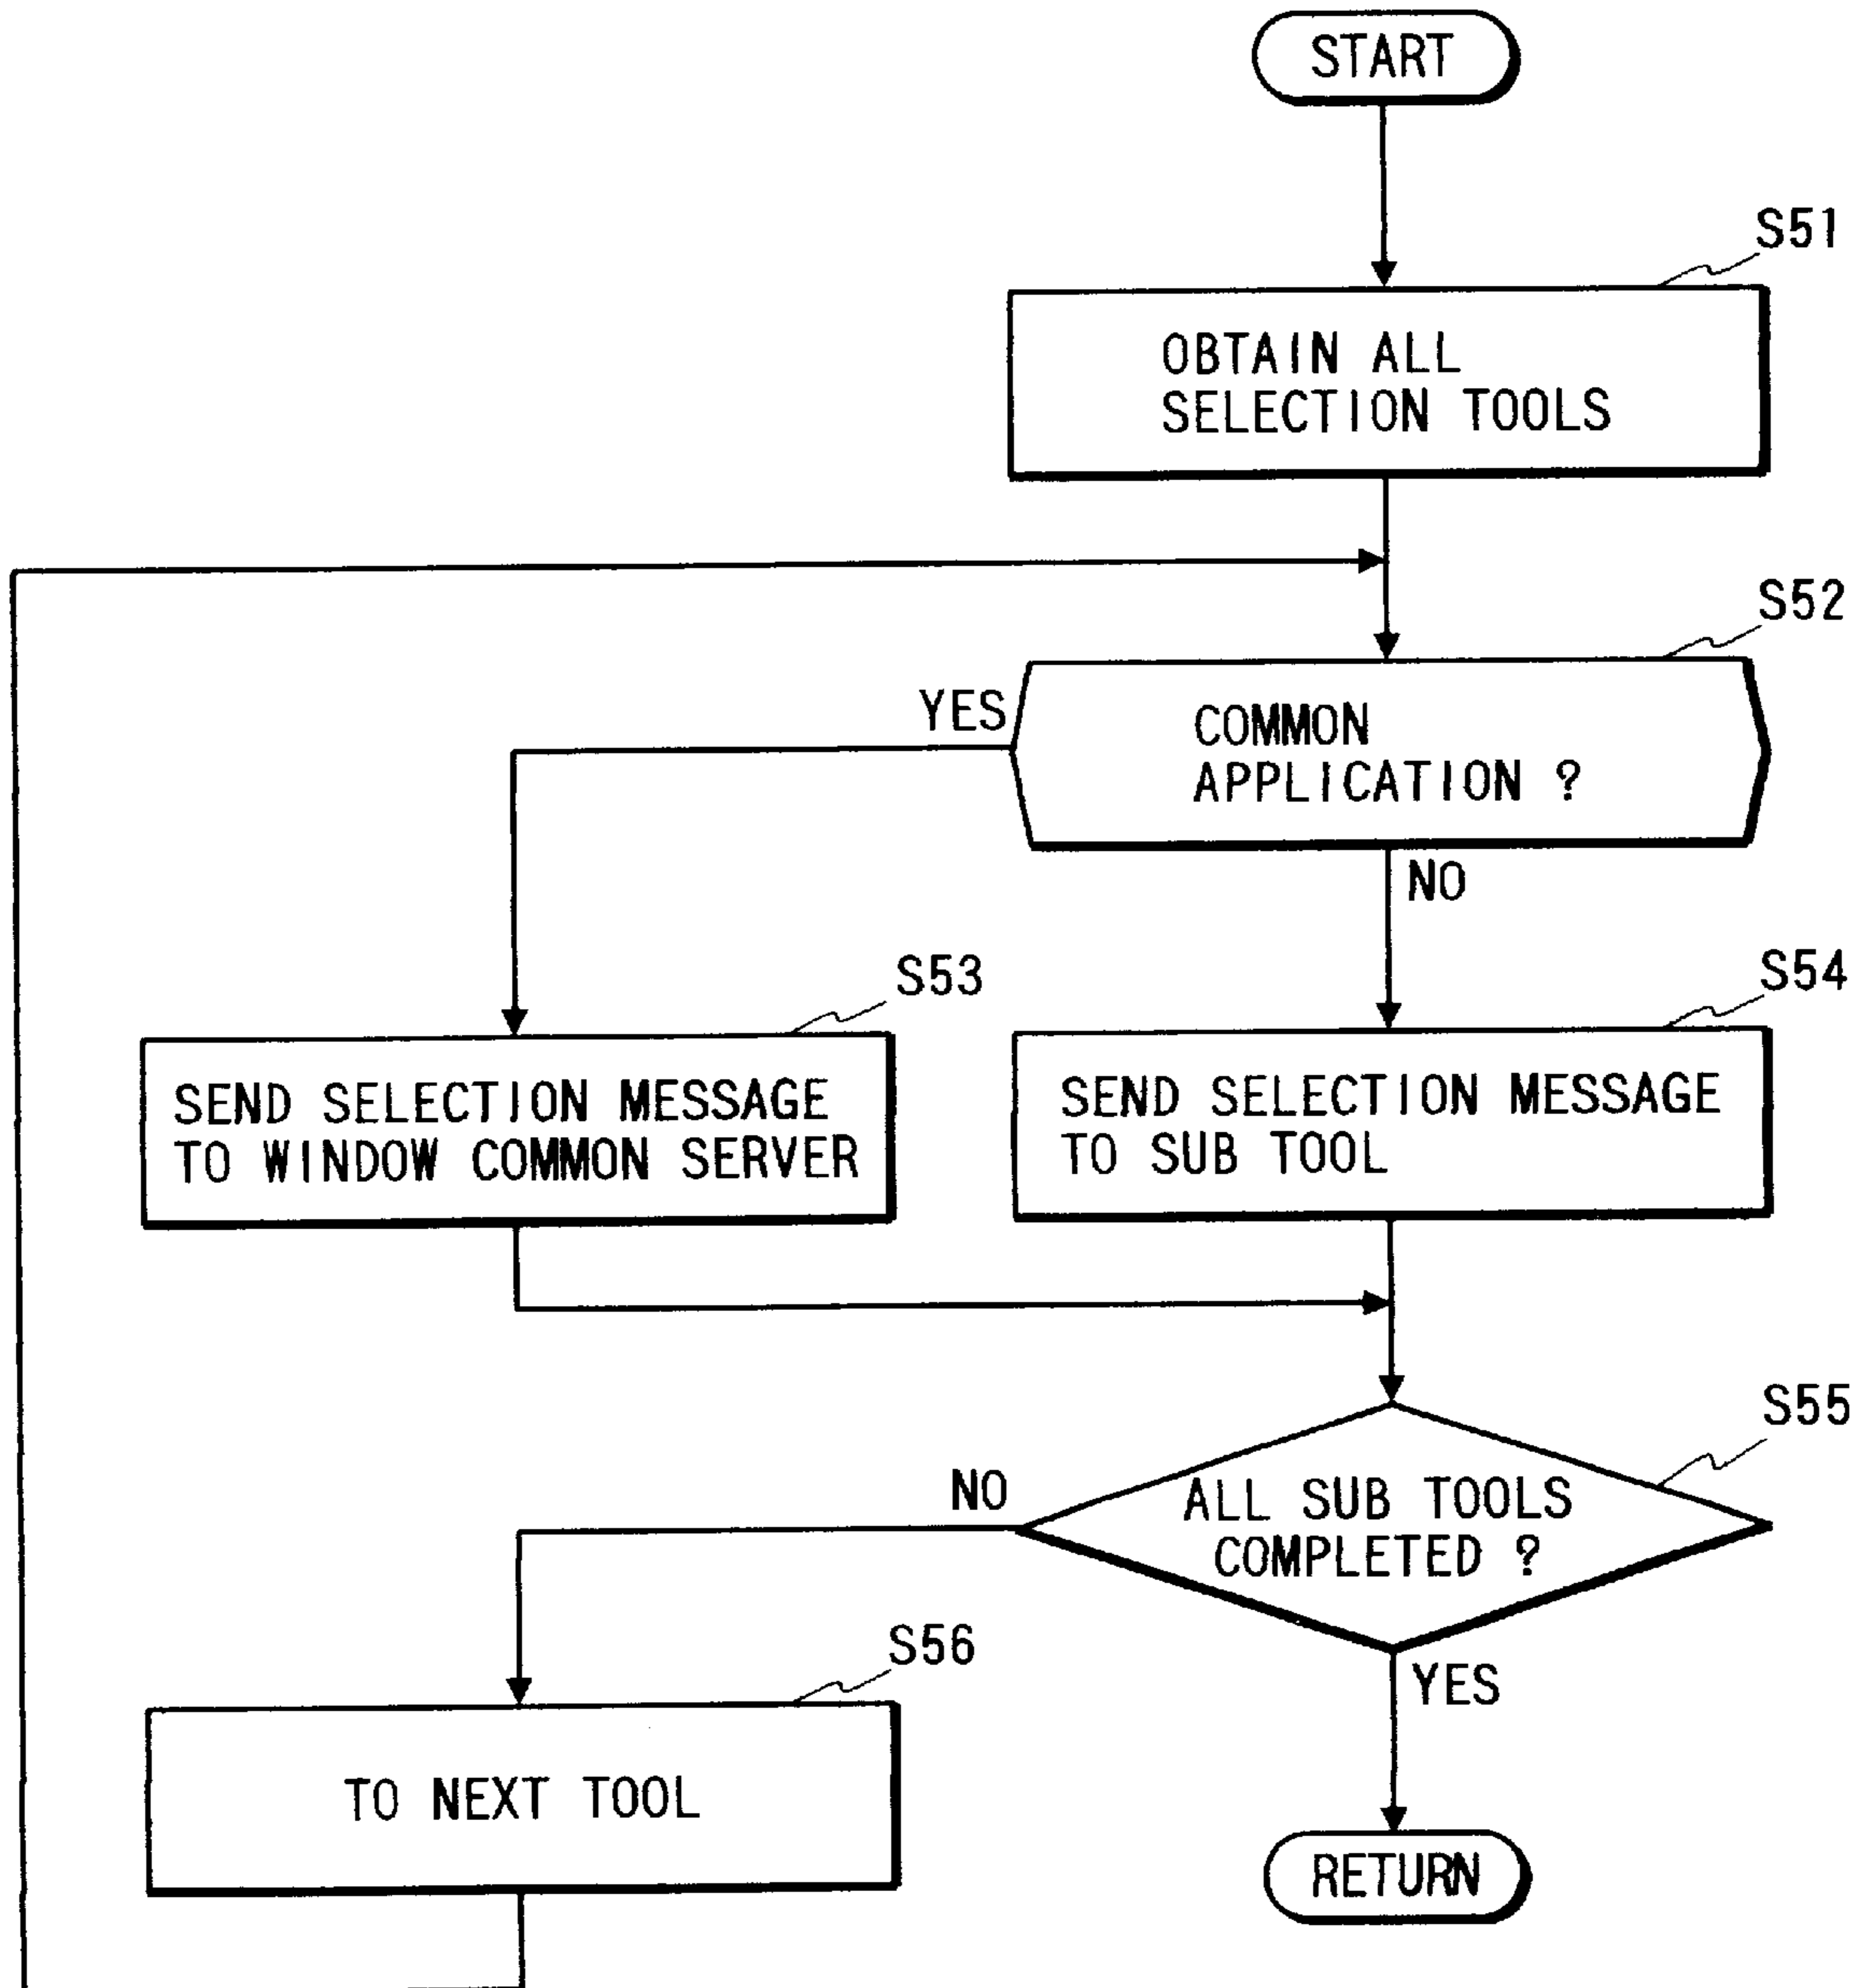 START
S51
OBTAIN ALL
SELECTION TOOLS
S52
YES
COMMON
APPLICATION ?
NO
S53
S54
SEND SELECTION MESSAGE
TO WINDOW COMMON SERVER
SEND SELECTION MESSAGE
TO SUB TOOL
S55
NO
ALL SUB TOOLS
COMPLETED ?
S56
YES
TO NEXT TOOL
RETURN